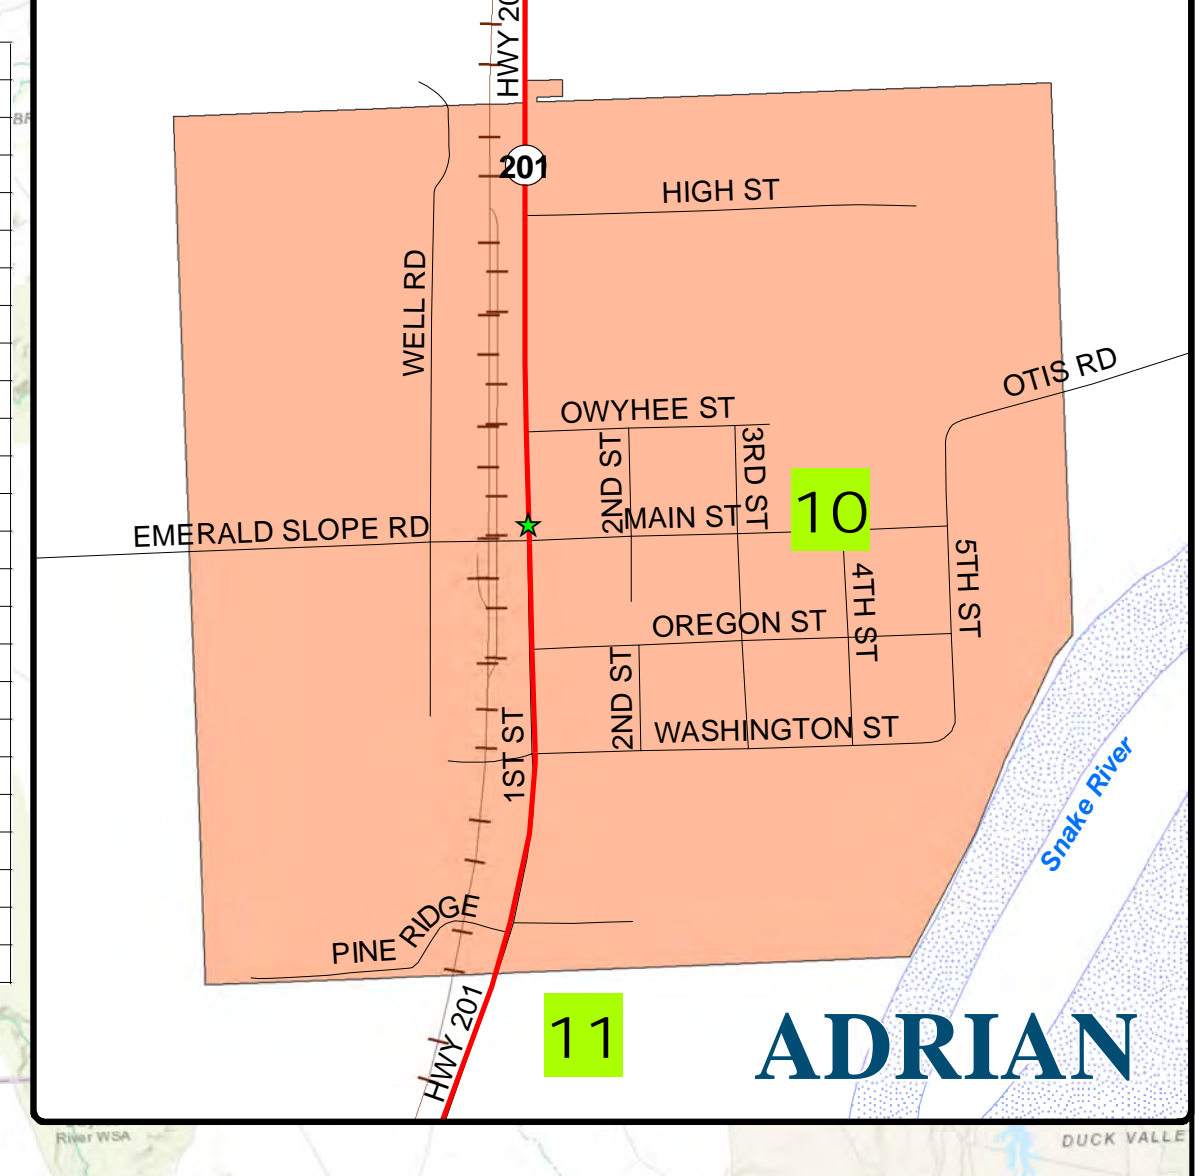 HWY 20
BR
201
HIGH ST
WELL RD
OTIS RD
OWYHEE ST
2ND ST
3RD ST
10
MAIN ST
EMERALD SLOPE RD
5TH ST
4TH ST
OREGON ST
2ND ST
WASHINGTON ST
1ST ST
Snake River
PINE RIDGE
HWY 201
11
ADRIAN
River WSA
DUCK VALLE